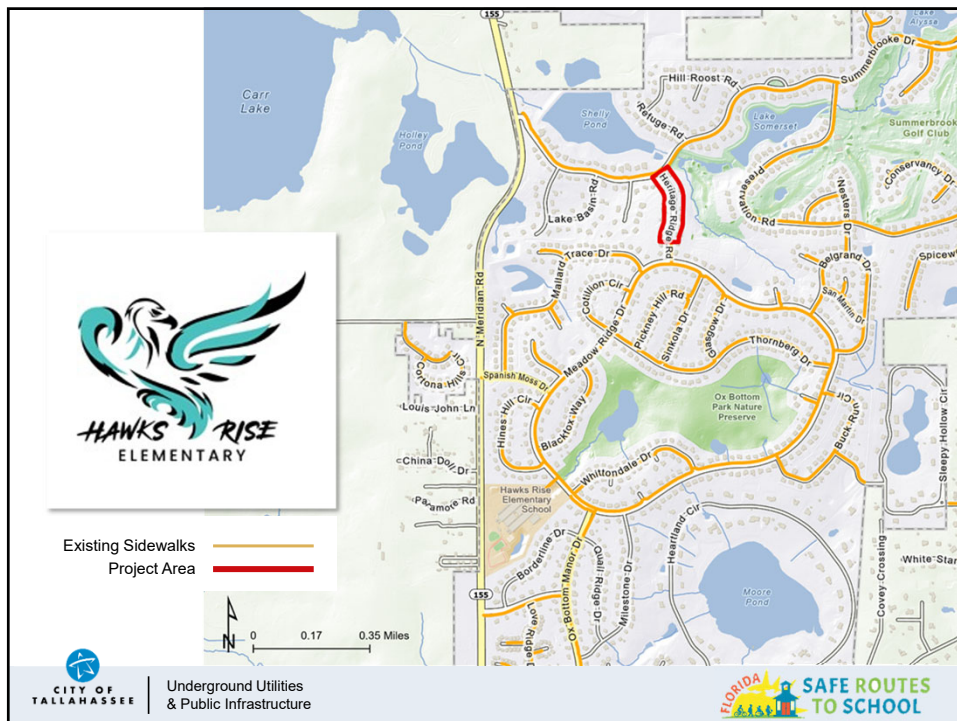 155
Lake
Alysse
Summerbrooke Dr
Hill Roost Rd
Carr
Lake
Holley
Pond
Shelly
Pond
Refuge Rd
Lake
Somerset
Summerbrook
Golf Club
Conservancy Dr
Preservation Rd
Nesters Dr
Heritage Ridge Rd
Lake Basin Rd
N Meridian Rd
Mallard Trace Dr
Belgrand Dr
Spicew
San Martin Dr
Cotillion Cir
Pickney Hill Rd
Sinkola Dr
Glasgow Dr
Meadow Ridge Dr
Thornberg Dr
Cortona Hills Cir
Spanish Moss Dr
Ox Bottom
Park Nature
Preserve
Louis John Ln
Hines Hill Cir
Blackfox Way
Buck Run Cir
Sleepy Hollow Cir
HAWKS RISE
ELEMENTARY
China Doll Dr
Whittondale Dr
Hawks Rise
Elementary
School
Paramore Rd
Heartland Cir
Existing Sidewalks
Project Area
Borderline Dr
Ox Bottom Manor Dr
Quail Ridge Dr
Milestone Dr
Covey Crossing
White Star
Moore
Pond
155
Love Ridge
N
0 0.17 0.35 Miles
CITY OF
TALLAHASSEE
Underground Utilities
& Public Infrastructure
FLORIDA
SAFE ROUTES
TO SCHOOL